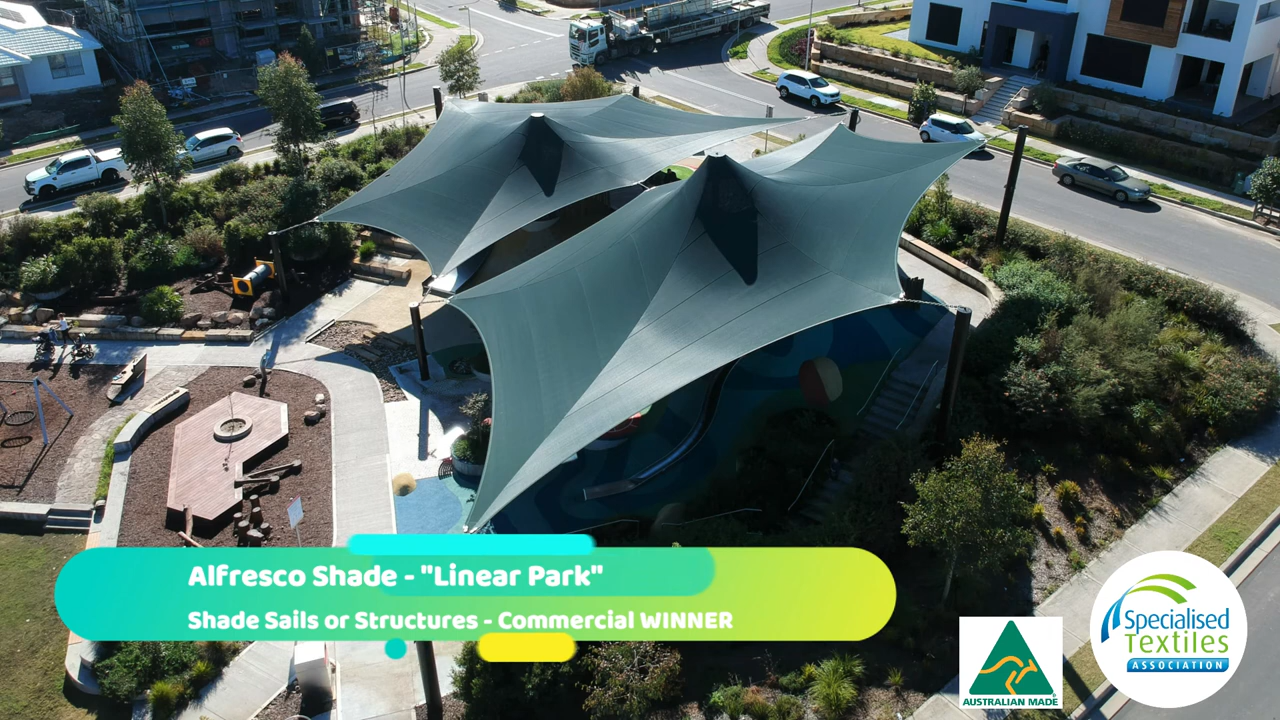 Alfresco Shade - "Linear Park"
Shade Sails or Structures - Commercial WINNER
AUSTRALIAN MADE
Specialised
Textiles
ASSOCIATION